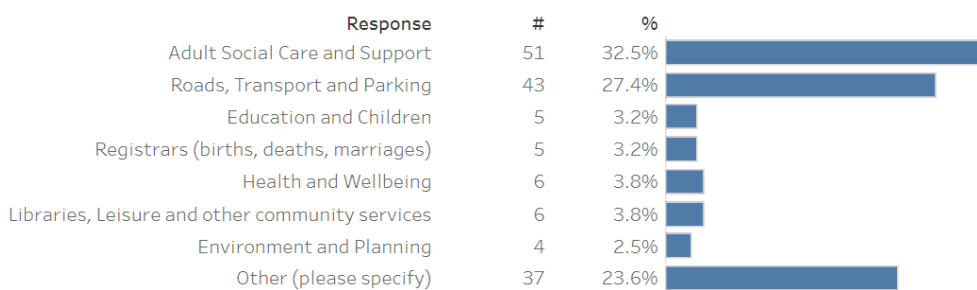 Response # %
Adult Social Care and Support 51 32.5%
Roads, Transport and Parking 43 27.4%
Education and Children 5 3.2%
Registrars (births, deaths, marriages) 5 3.2%
Health and Wellbeing 6 3.8%
Libraries, Leisure and other community services 6 3.8%
Environment and Planning 4 2.5%
Other (please specify) 37 23.6%